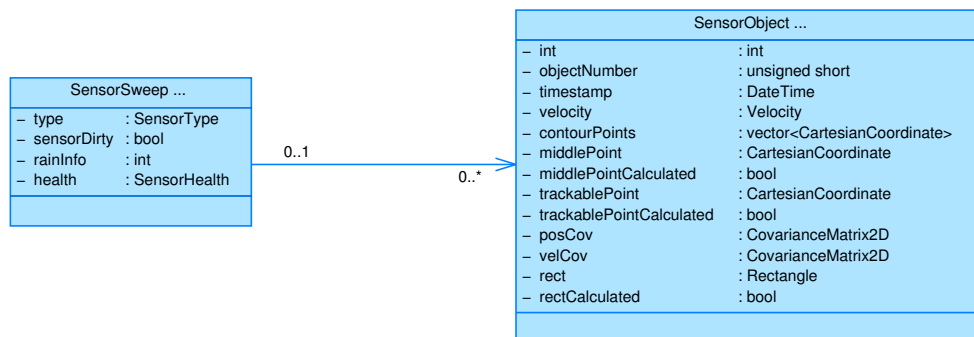 SensorSweep ...
– type : SensorType
– sensorDirty : bool
– rainInfo : int
– health : SensorHealth
0..1
0..*
SensorObject ...
– int : int
– objectNumber : unsigned short
– timestamp : DateTime
– velocity : Velocity
– contourPoints : vector<CartesianCoordinate>
– middlePoint : CartesianCoordinate
– middlePointCalculated : bool
– trackablePoint : CartesianCoordinate
– trackablePointCalculated : bool
– posCov : CovarianceMatrix2D
– velCov : CovarianceMatrix2D
– rect : Rectangle
– rectCalculated : bool